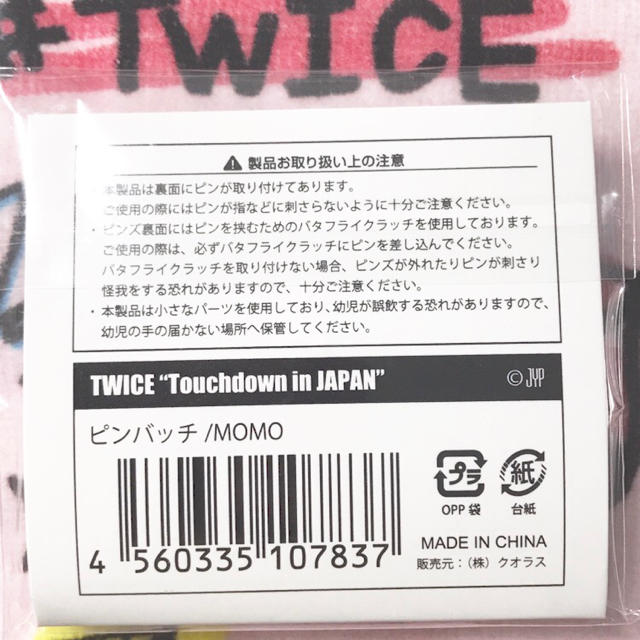 #TWICE
⚠ 製品お取り扱い上の注意
・本製品は裏面にピンが取り付けてあります。
ご使用の際にはピンが指などに刺さらないように十分ご注意ください。
・ピンズ裏面にはピンを挟むためのバタフライクラッチを使用しております。
ご使用の際は、必ずバタフライクラッチにピンを差し込んでください。
バタフライクラッチを取り付けない場合、ピンズが外れたりピンが刺さり
怪我をする恐れがありますので、十分ご注意ください。
・本製品は小さなパーツを使用しており、幼児が誤飲する恐れがありますので、
幼児の手の届かない場所へ保管してください。
TWICE “Touchdown in JAPAN” ©JYP
ピンバッチ /MOMO
プラ 紙
OPP 袋 台紙
4 560335 107837
MADE IN CHINA
販売元：（株）クオラス